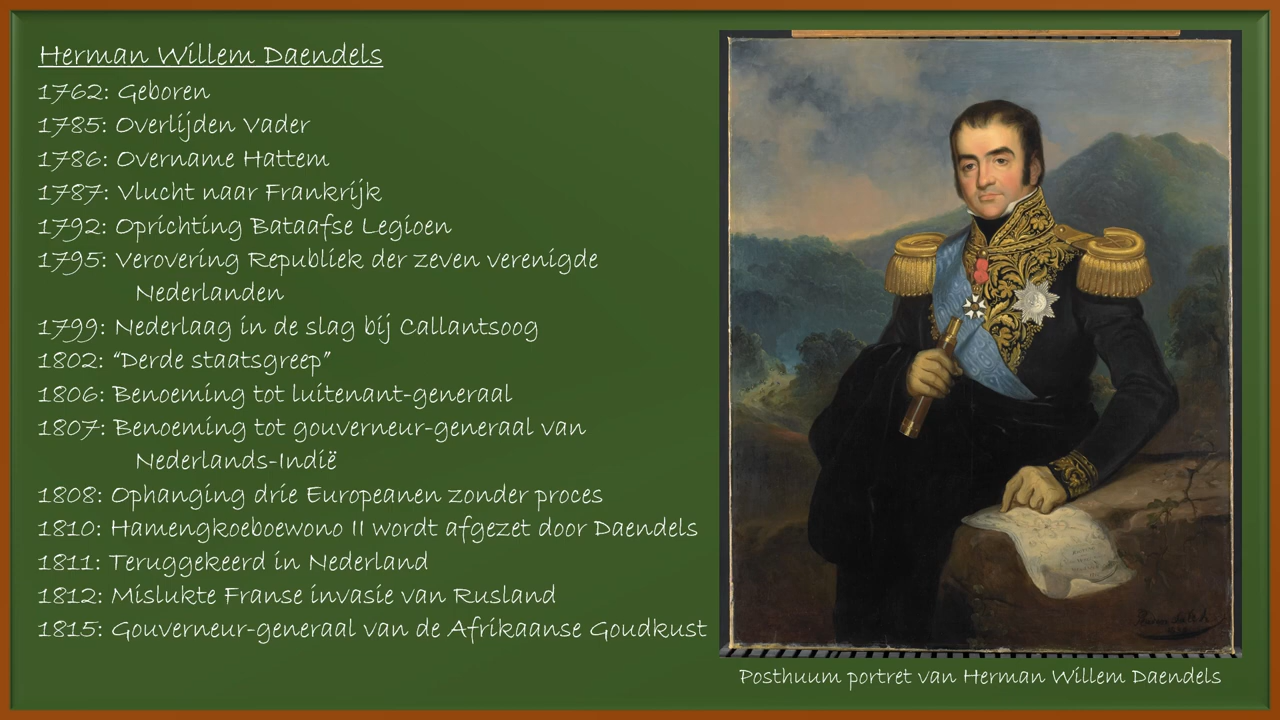 Herman Willem Daendels
1762: Geboren
1785: Overlijden Vader
1786: Overname Hattem
1787: Vlucht naar Frankrijk
1792: Oprichting Bataafse Legioen
1795: Verovering Republiek der zeven verenigde
Nederlanden
1799: Nederlaag in de slag bij Callantsoog
1802: “Derde staatsgreep”
1806: Benoeming tot luitenant-generaal
1807: Benoeming tot gouverneur-generaal van
Nederlands-Indië
1808: Ophanging drie Europeanen zonder proces
1810: Hamengkoeboewono II wordt afgezet door Daendels
1811: Teruggekeerd in Nederland
1812: Mislukte Franse invasie van Rusland
1815: Gouverneur-generaal van de Afrikaanse Goudkust
Posthuum portret van Herman Willem Daendels